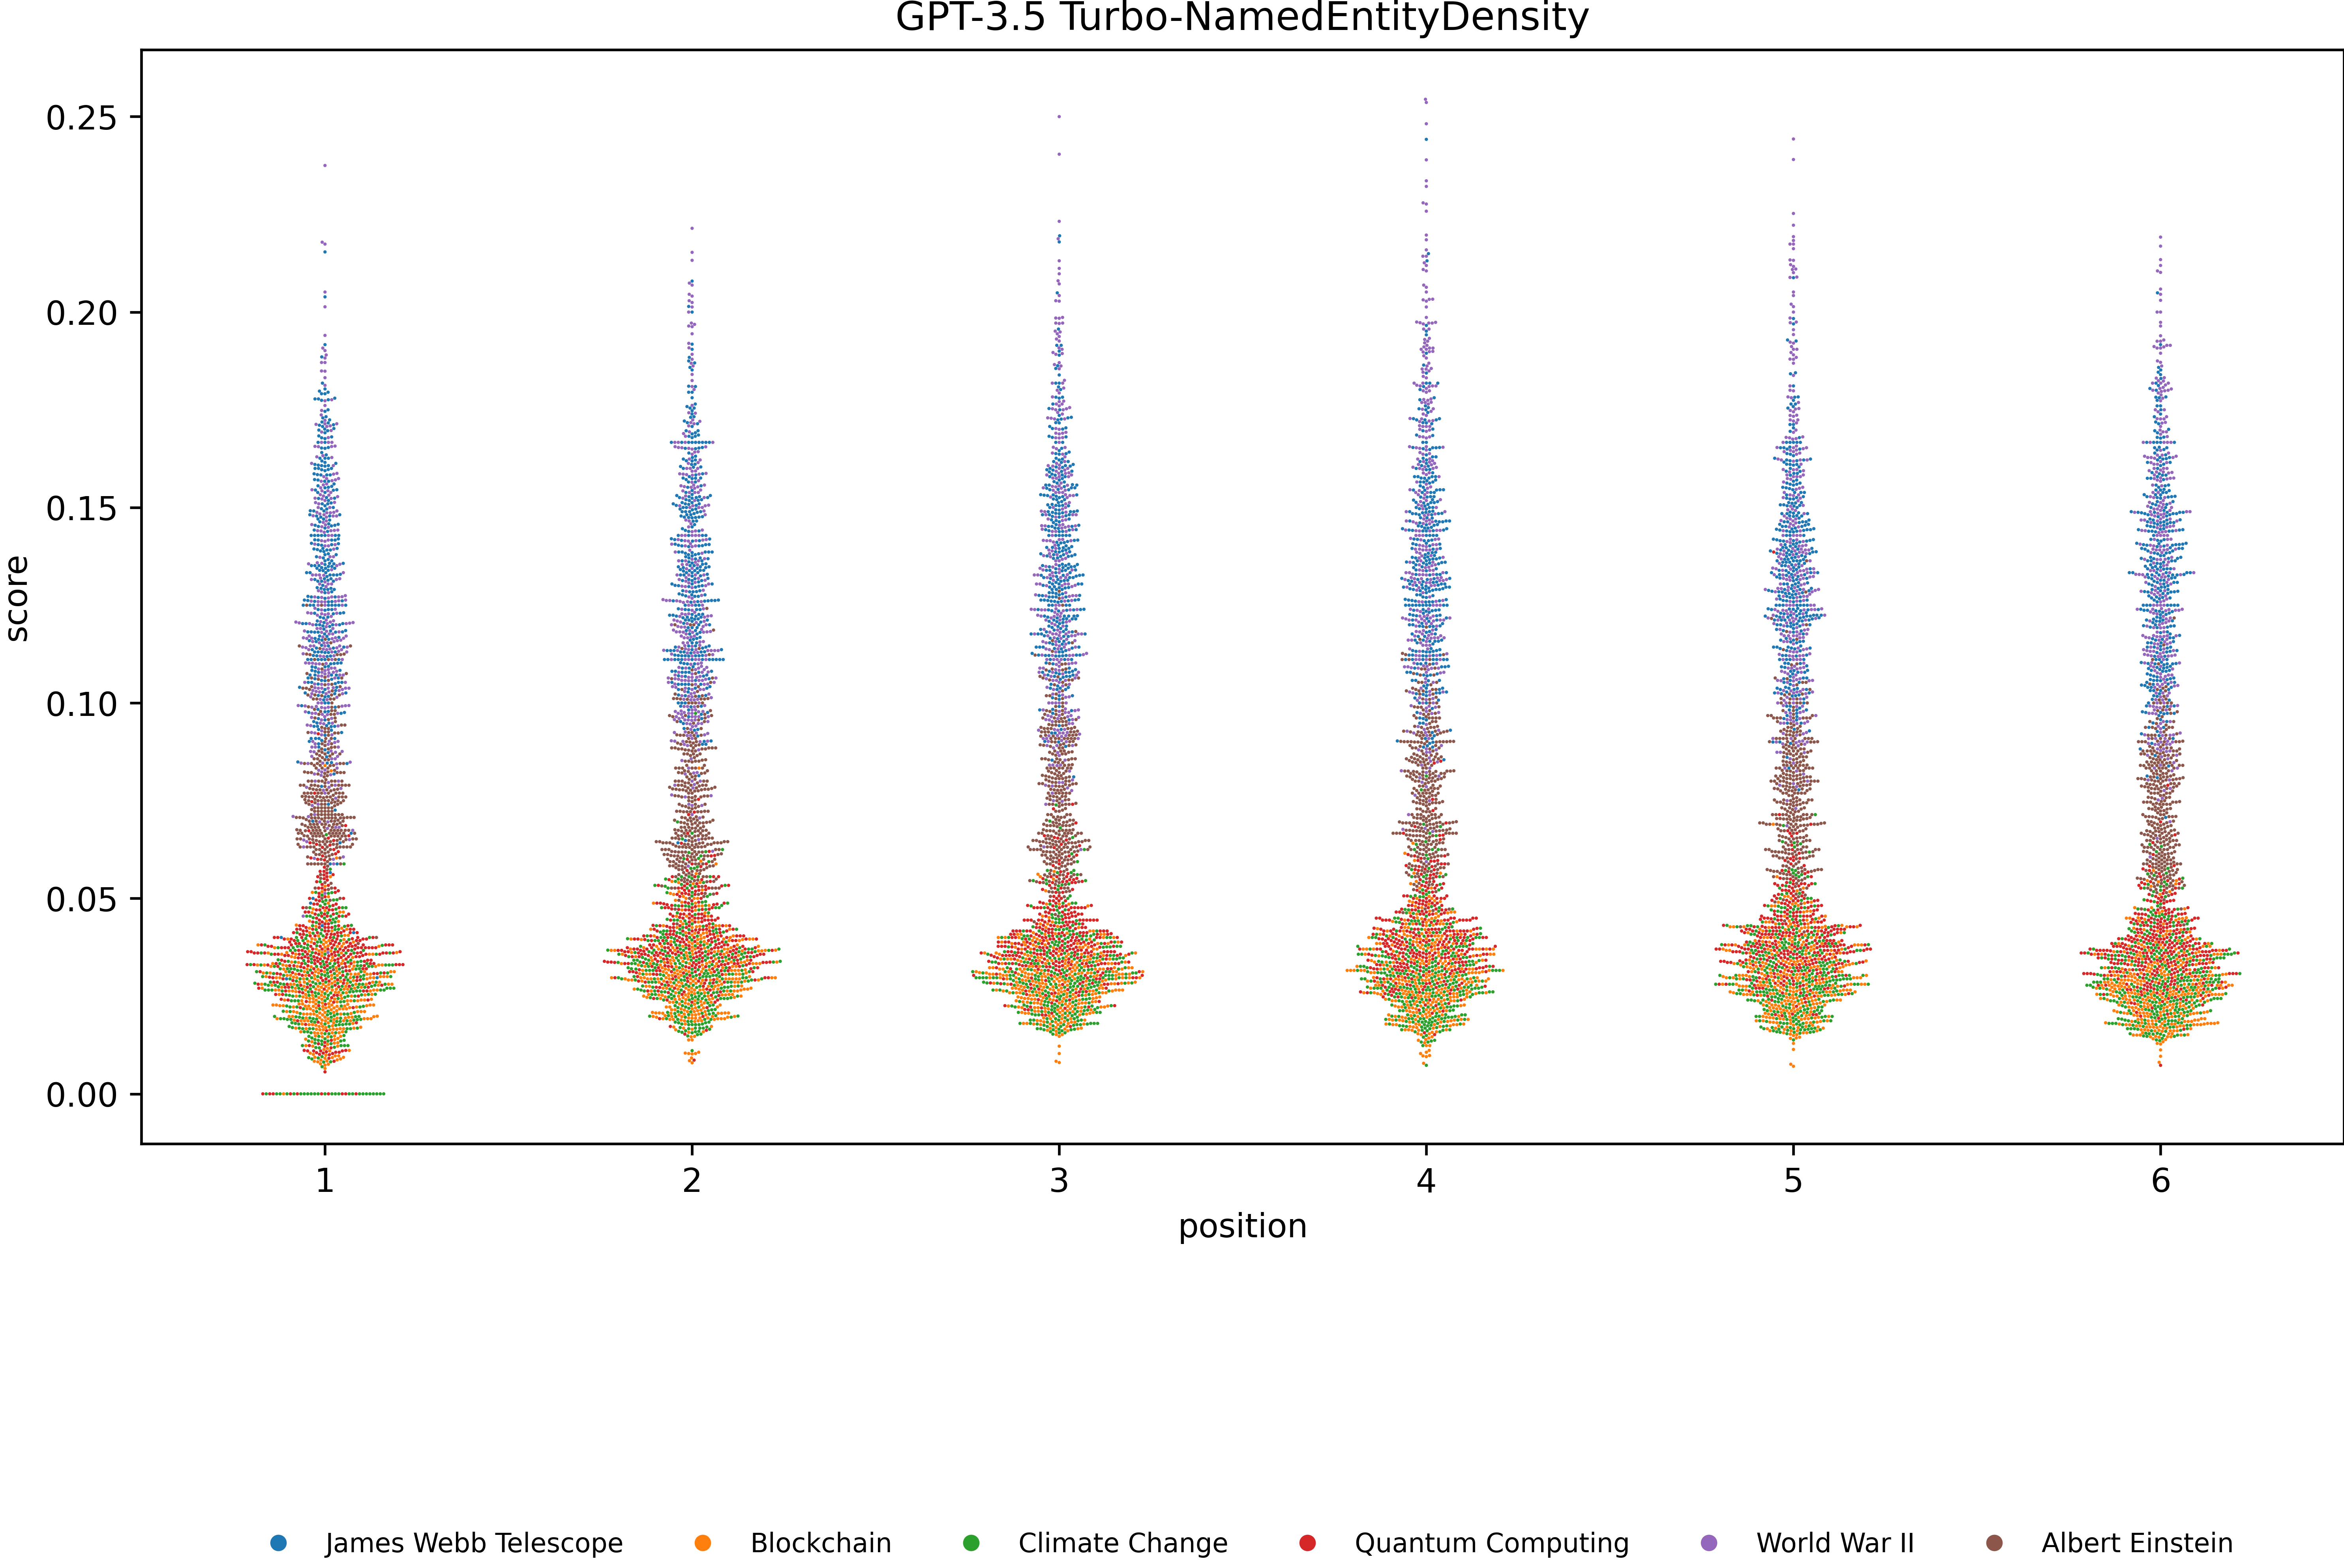 GPT-3.5 Turbo-NamedEntityDensity
0.25
0.20
0.15
0.10
0.05
0.00
score
1 2 3 4 5 6
position
James Webb Telescope Blockchain Climate Change Quantum Computing World War II Albert Einstein